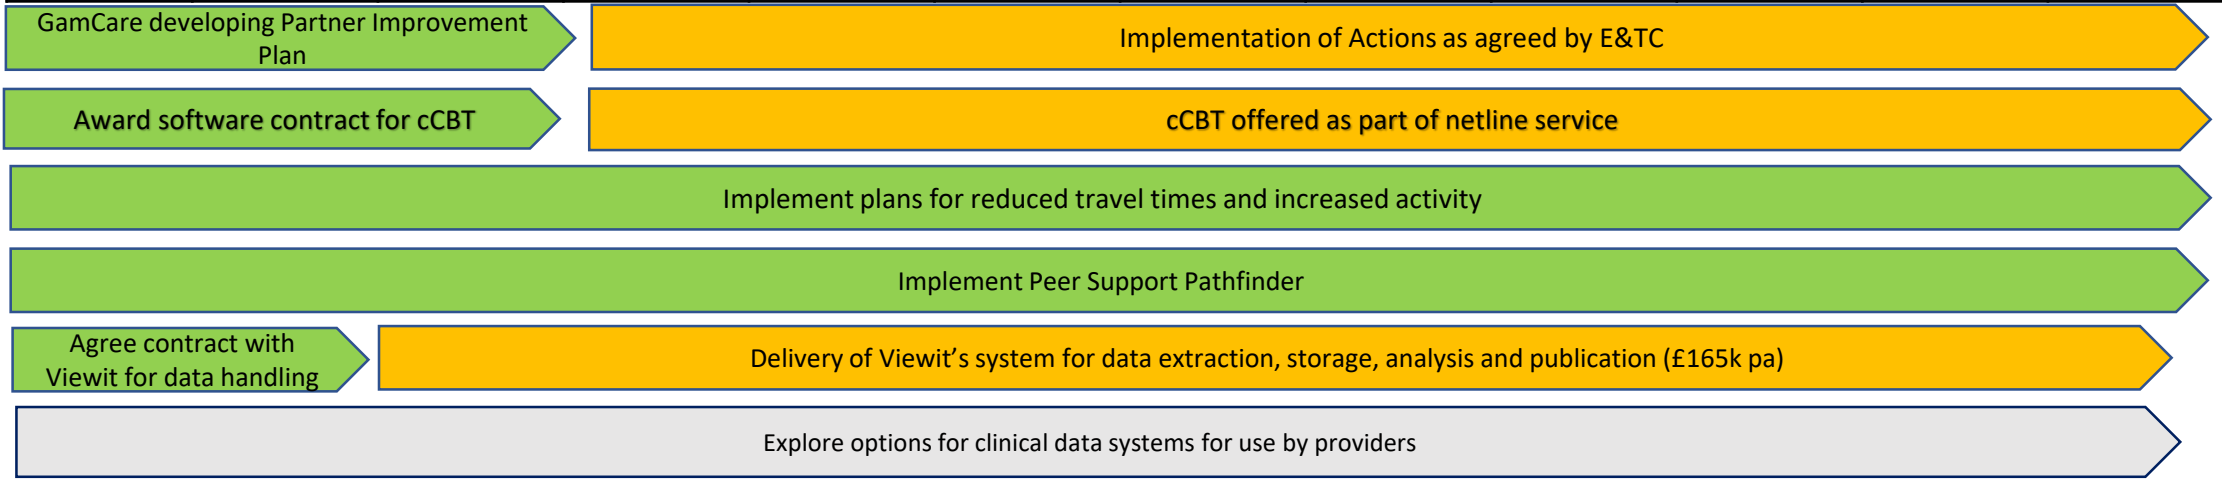 GamCare developing Partner Improvement
Plan
Implementation of Actions as agreed by E&TC
Award software contract for cCBT
cCBT offered as part of netline service
Implement plans for reduced travel times and increased activity
Implement Peer Support Pathfinder
Agree contract with
Viewit for data handling
Delivery of Viewit’s system for data extraction, storage, analysis and publication (£165k pa)
Explore options for clinical data systems for use by providers